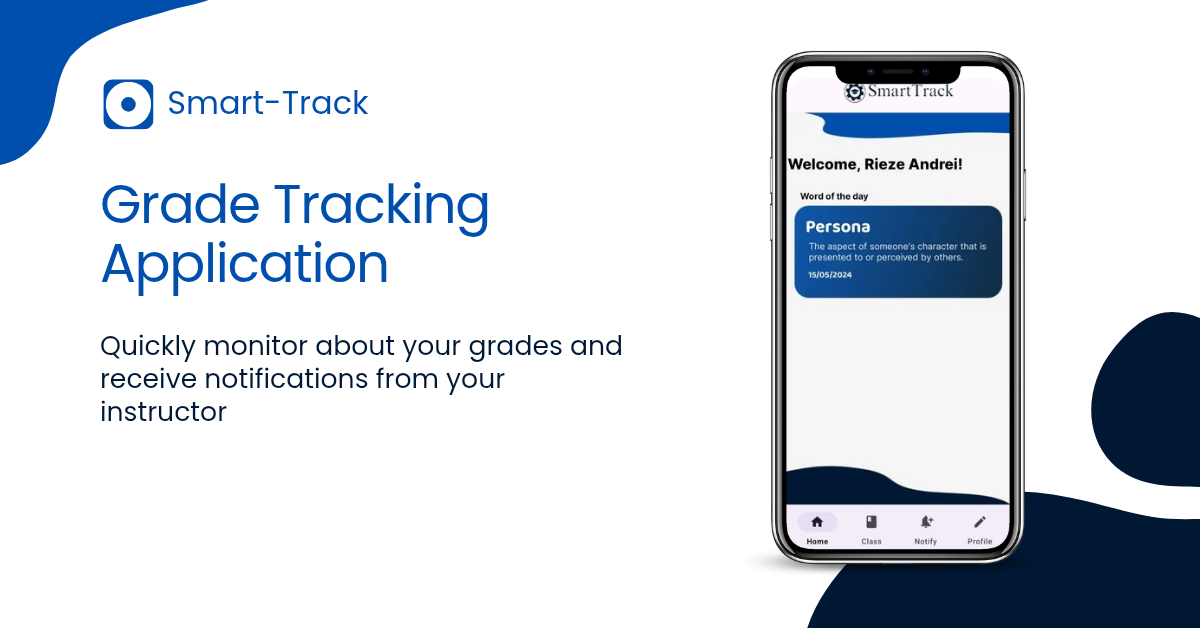 Smart-Track
Grade Tracking
Application
Quickly monitor about your grades and
receive notifications from your
instructor
SmartTrack
Welcome, Rieze Andrei!
Word of the day
Persona
The aspect of someone's character that is
presented to or perceived by others.
15/05/2024
Home Class Notify Profile